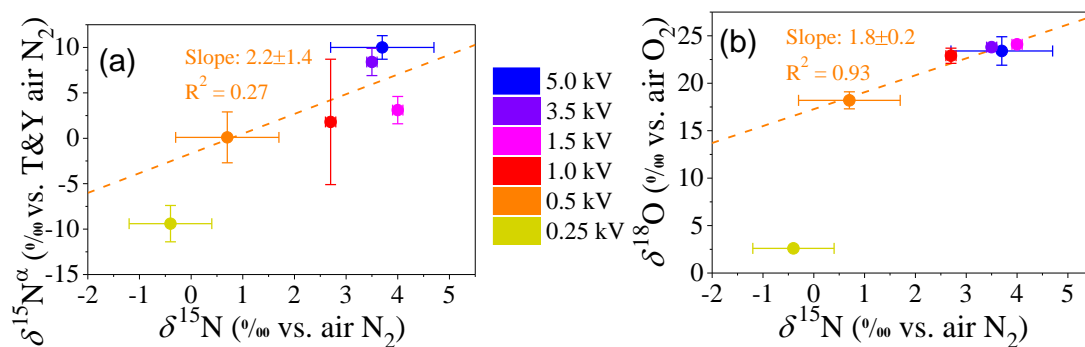 (a)
Slope: 2.2±1.4
R² = 0.27
10
5
0
-5
-10
-15
-2 -1 0 1 2 3 4 5
δ¹⁵Nᵅ (‰ vs. T&Y air N₂)
δ¹⁵N (‰ vs. air N₂)
5.0 kV
3.5 kV
1.5 kV
1.0 kV
0.5 kV
0.25 kV
(b)
Slope: 1.8±0.2
R² = 0.93
25
20
15
10
5
0
-2 -1 0 1 2 3 4 5
δ¹⁸O (‰ vs. air O₂)
δ¹⁵N (‰ vs. air N₂)